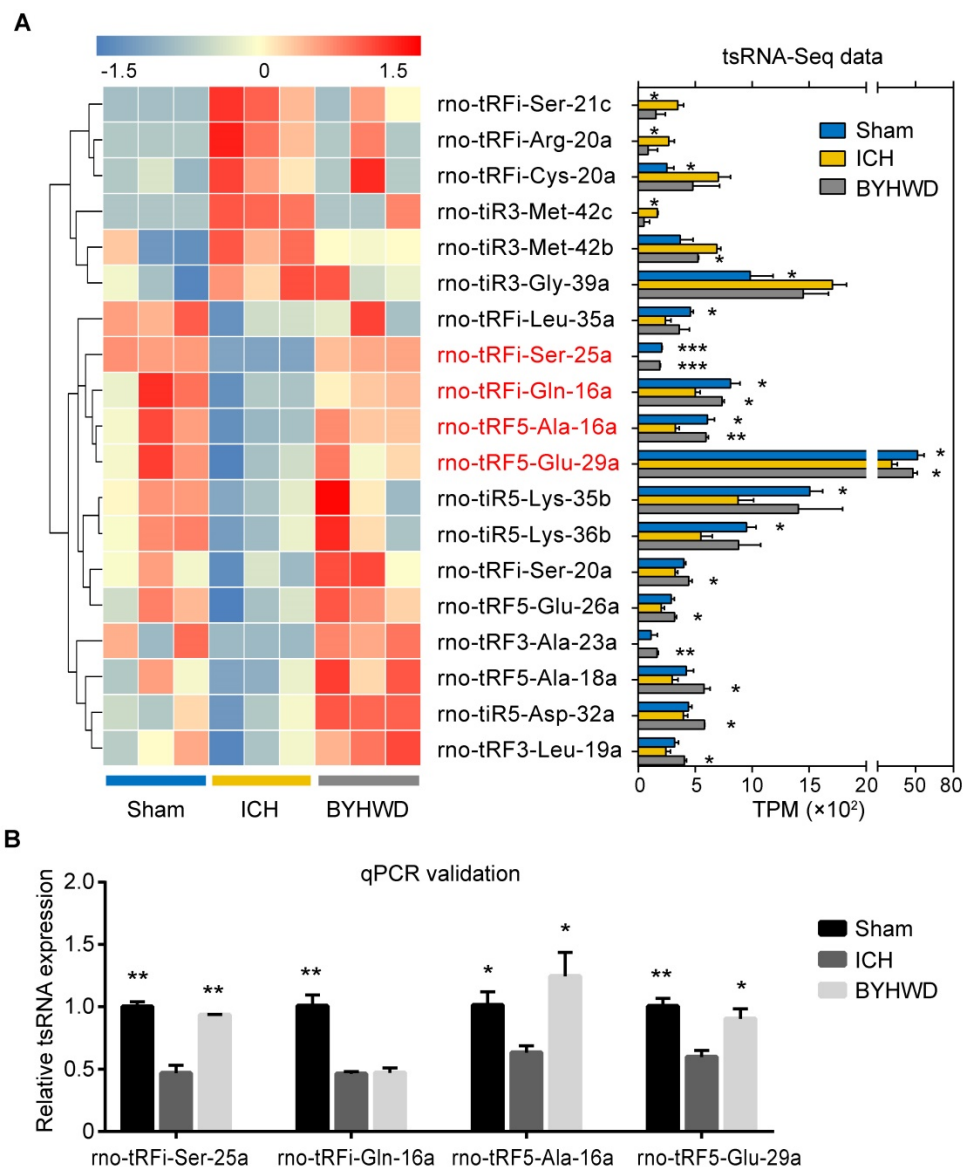 A
-1.5 0 1.5
rno-tRFi-Ser-21c
rno-tRFi-Arg-20a
rno-tRFi-Cys-20a
rno-tiR3-Met-42c
rno-tiR3-Met-42b
rno-tiR3-Gly-39a
rno-tRFi-Leu-35a
rno-tRFi-Ser-25a
rno-tRFi-Gln-16a
rno-tRF5-Ala-16a
rno-tRF5-Glu-29a
rno-tiR5-Lys-35b
rno-tiR5-Lys-36b
rno-tRFi-Ser-20a
rno-tRF5-Glu-26a
rno-tRF3-Ala-23a
rno-tRF5-Ala-18a
rno-tiR5-Asp-32a
rno-tRF3-Leu-19a
Sham ICH BYHWD
tsRNA-Seq data
*
*
*
*
*
*
*
***
***
*
*
*
**
*
*
*
*
*
*
**
*
*
*
Sham
ICH
BYHWD
0 5 10 15 20 50 80
TPM (×10²)
B
qPCR validation
Relative tsRNA expression
2.0
1.5
1.0
0.5
0
** ** ** * * ** *
rno-tRFi-Ser-25a rno-tRFi-Gln-16a rno-tRF5-Ala-16a rno-tRF5-Glu-29a
Sham
ICH
BYHWD